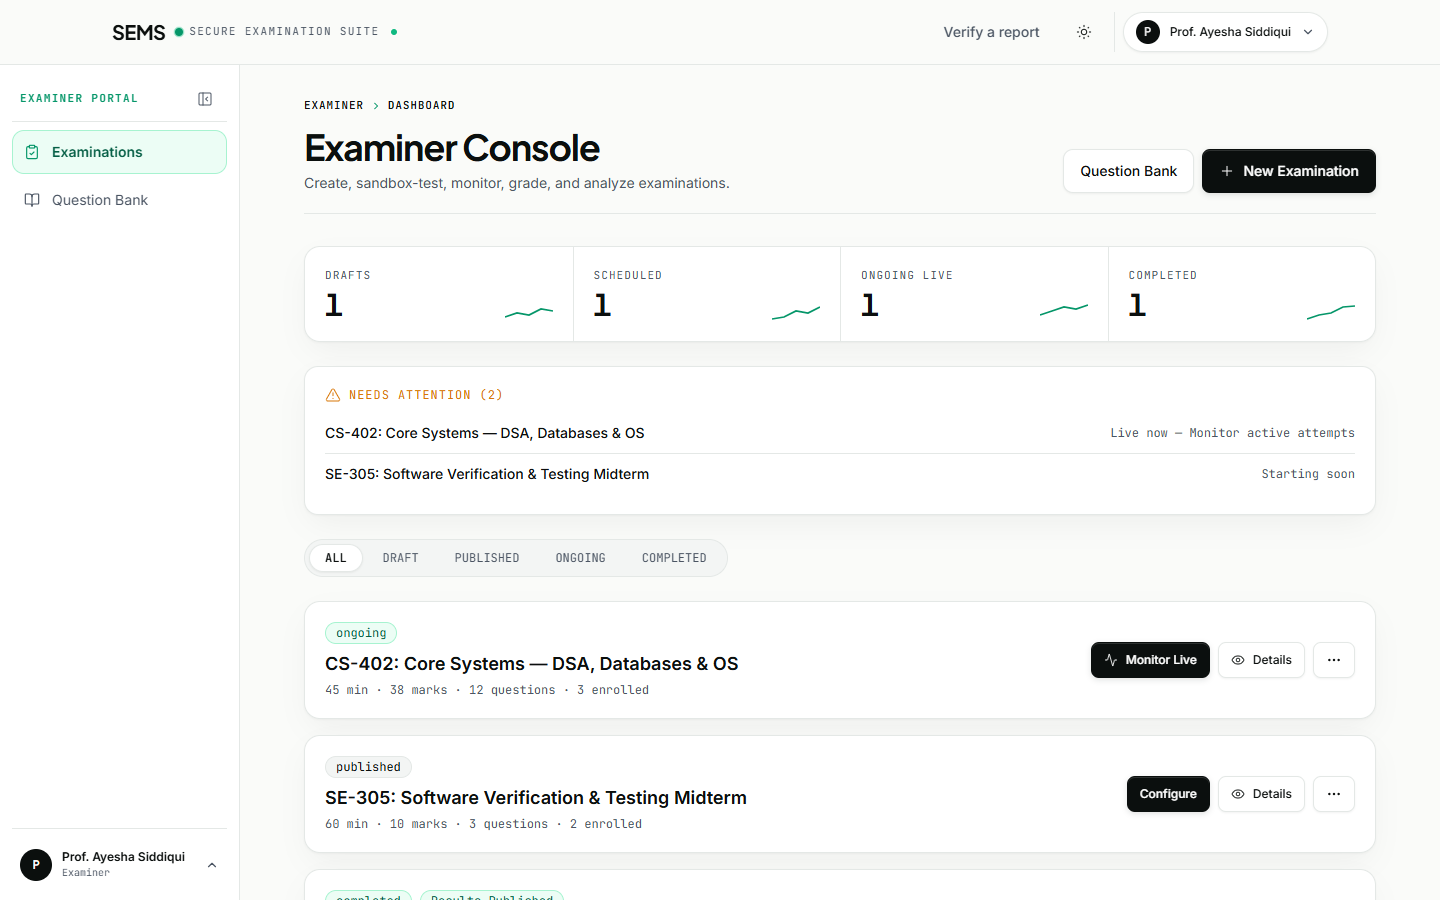 SEMS SECURE EXAMINATION SUITE
Verify a report
P Prof. Ayesha Siddiqui
EXAMINER PORTAL
Examinations
Question Bank
EXAMINER > DASHBOARD
Examiner Console
Create, sandbox-test, monitor, grade, and analyze examinations.
Question Bank
+ New Examination
DRAFTS
1
SCHEDULED
1
ONGOING LIVE
1
COMPLETED
1
NEEDS ATTENTION (2)
CS-402: Core Systems — DSA, Databases & OS
Live now — Monitor active attempts
SE-305: Software Verification & Testing Midterm
Starting soon
ALL DRAFT PUBLISHED ONGOING COMPLETED
ongoing
CS-402: Core Systems — DSA, Databases & OS
45 min · 38 marks · 12 questions · 3 enrolled
Monitor Live
Details
...
published
SE-305: Software Verification & Testing Midterm
60 min · 10 marks · 3 questions · 2 enrolled
Configure
Details
...
completed Results Published
P Prof. Ayesha Siddiqui
Examiner